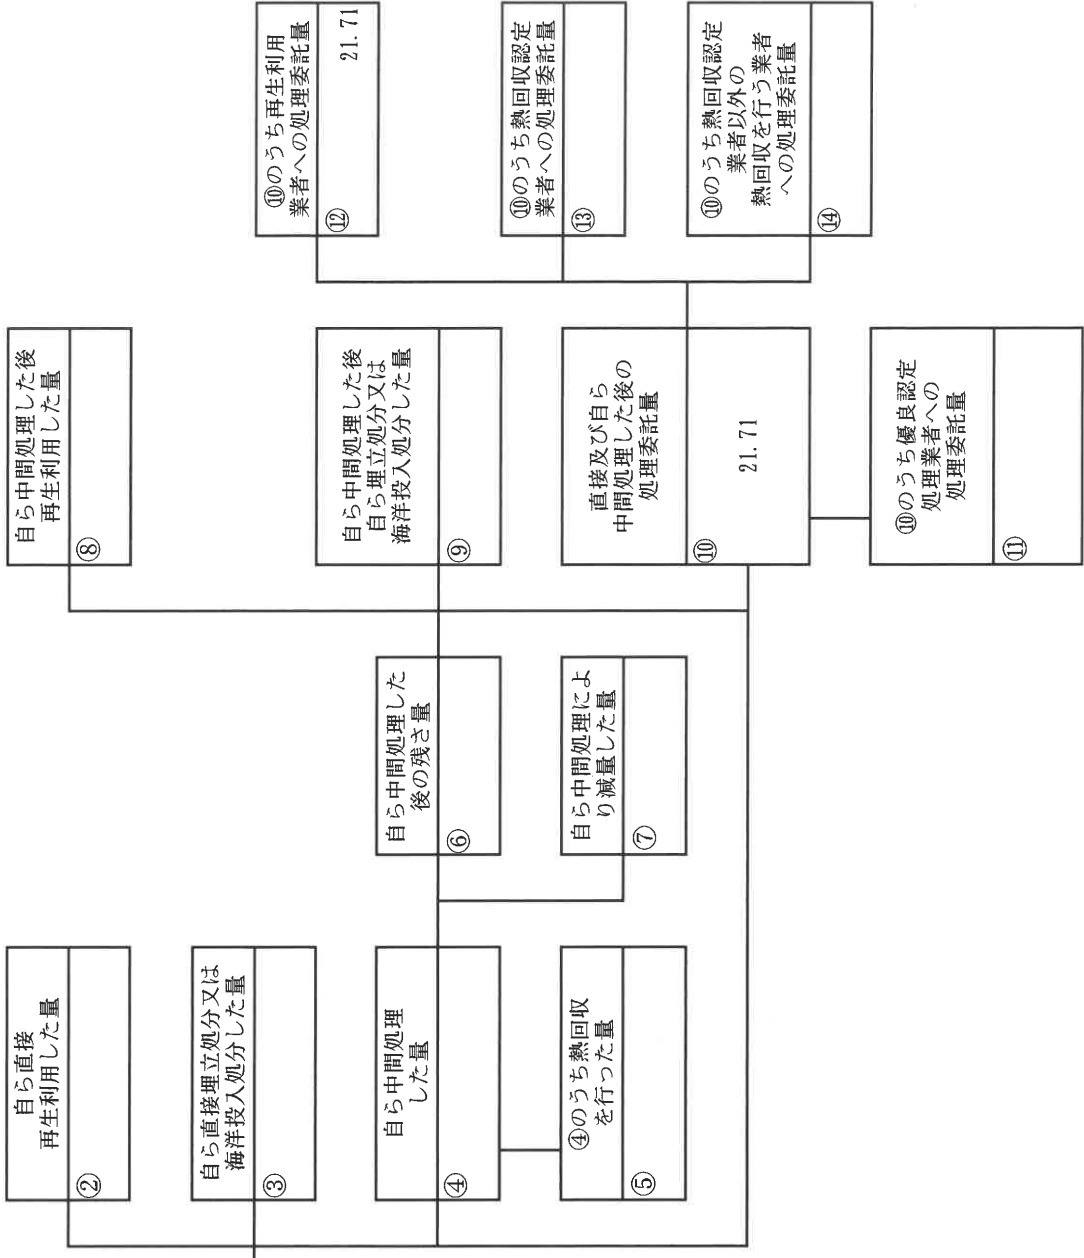 自ら直接
再生利用した量
②
自ら直接埋立処分又は
海洋投入処分した量
③
自ら中間処理
した量
④
④のうち熱回収
を行った量
⑤
自ら中間処理した
後の残さ量
⑥
自ら中間処理によ
り減量した量
⑦
自ら中間処理した後
再生利用した量
⑧
自ら中間処理した後
自ら埋立処分又は
海洋投入処分した量
⑨
直接及び自ら
中間処理した後の
処理委託量
⑩
21.71
⑩のうち優良認定
処理業者への
処理委託量
⑪
⑩のうち再生利用
業者への処理委託量
⑫
21.71
⑩のうち熱回収認定
業者への処理委託量
⑬
⑩のうち熱回収認定
業者以外の
熱回収を行う業者
への処理委託量
⑭